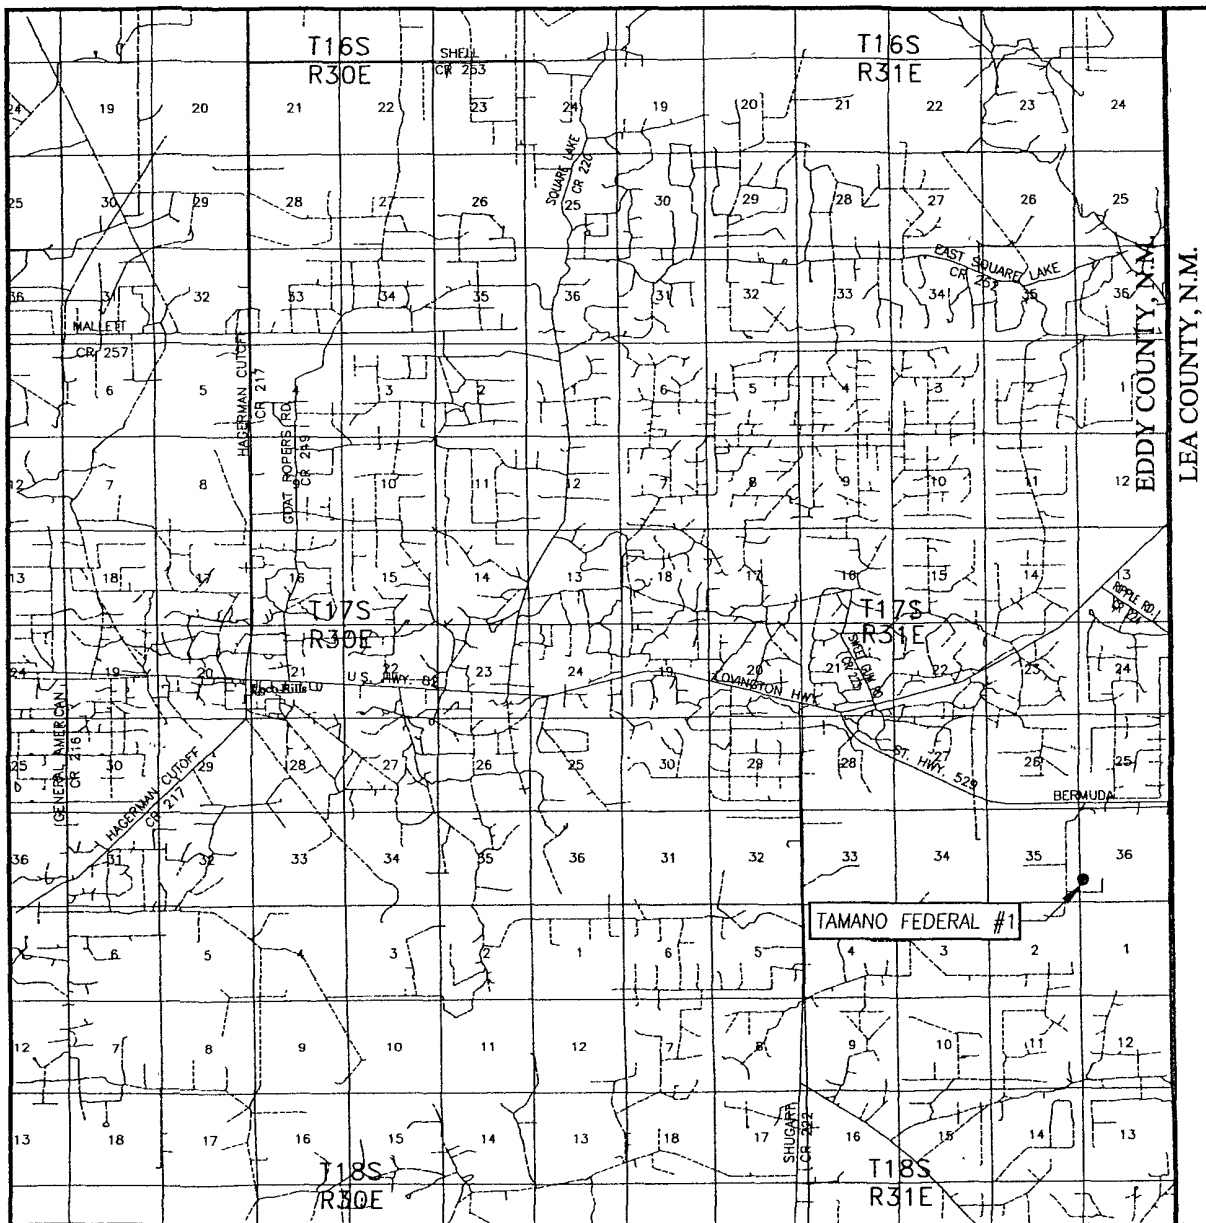 T16S
R30E
SHELL
CR 253
T16S
R31E
24 19 20 21 22 23 24 19 20 21 22 23 24
SQUARE LAKE
CR 220
25 30 29 28 27 26 25 30 29 28 27 26 25
EAST SQUARE LAKE
CR 257
36 31 32 33 34 35 36 31 32 33 34 35 36
EDDY COUNTY, N.M.
LEA COUNTY, N.M.
MALLETT
CR 257
HAGERMAN CUTOFF
CR 217
GOAT ROPERS RD.
CR 219
6 5 4 3 2 1 6 5 4 3 2 1
12 7 8 9 10 11 12 7 8 9 10 11 12
13 18 17 16 15 14 13 18 17 16 15 14 13
RIPPLE RD.
CR 224
T17S
R30E
T17S
R31E
24 19 20 21 22 23 24 19 20 21 22 23 24
U.S. HWY. 82
Loco Hills
LOVINGTON HWY.
GENERAL AMERICAN
CR 216
HAGERMAN CUTOFF
CR 217
25 30 29 28 27 26 25 30 29 28 27 26 25
ST. HWY. 529
BERMUDA
36 31 32 33 34 35 36 31 32 33 34 35 36
TAMANO FEDERAL #1
1 6 5 4 3 2 1 6 5 4 3 2 1
12 7 8 9 10 11 12 7 8 9 10 11 12
SHUGART
CR 222
13 18 17 16 15 14 13 18 17 16 15 14 13
T18S
R30E
T18S
R31E